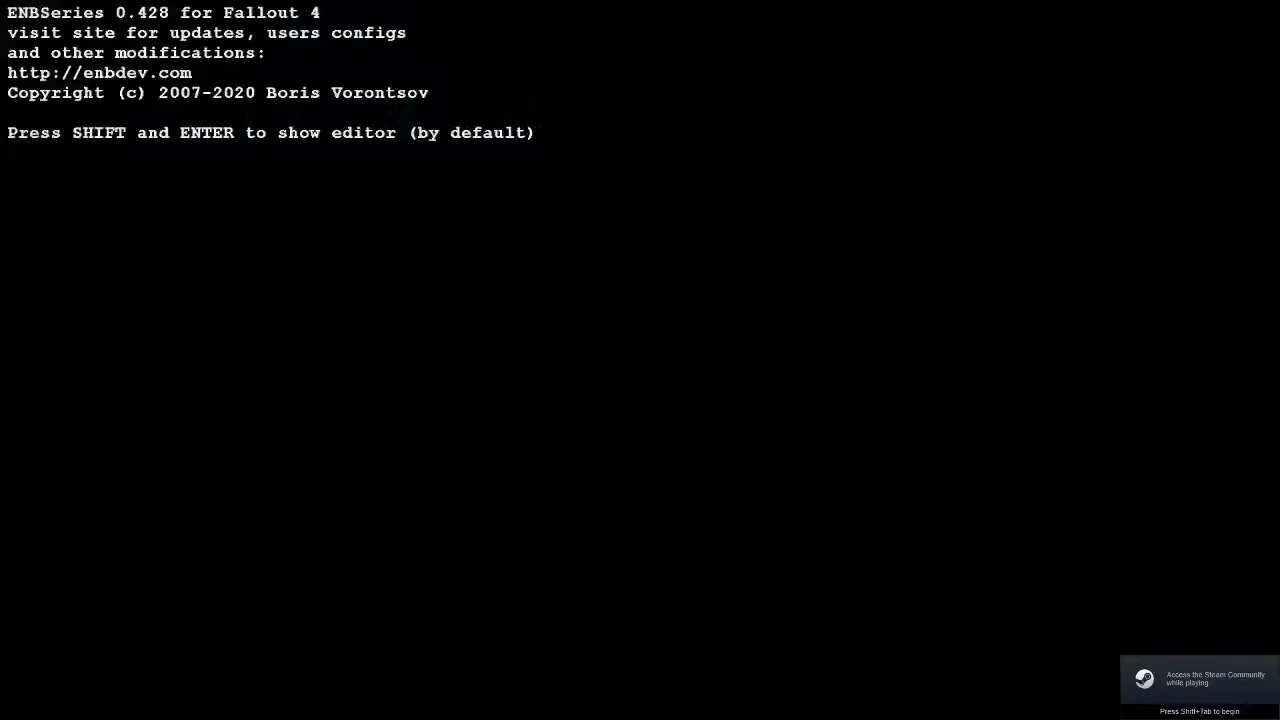 ENBSeries 0.428 for Fallout 4
visit site for updates, users configs
and other modifications:
http://enbdev.com
Copyright (c) 2007-2020 Boris Vorontsov
Press SHIFT and ENTER to show editor (by default)
Access the Steam Community
while playing
Press Shift+Tab to begin